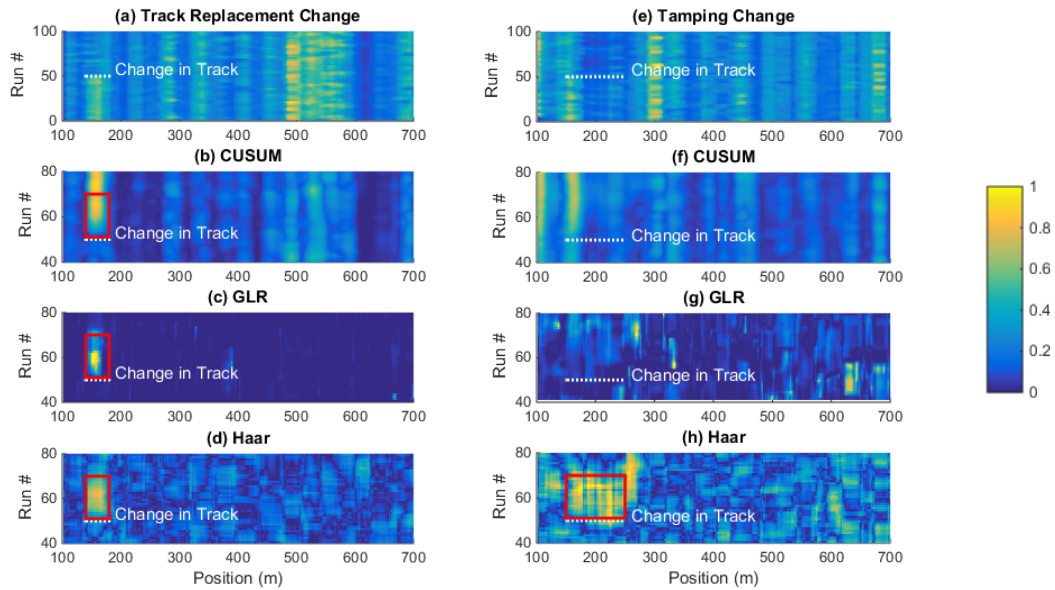 (a) Track Replacement Change
100
50
0
Run #
Change in Track
100 200 300 400 500 600 700
(b) CUSUM
80
60
40
Run #
Change in Track
100 200 300 400 500 600 700
(c) GLR
80
60
40
Run #
Change in Track
100 200 300 400 500 600 700
(d) Haar
80
60
40
Run #
Change in Track
100 200 300 400 500 600 700
Position (m)
(e) Tamping Change
100
50
0
Run #
Change in Track
100 200 300 400 500 600 700
(f) CUSUM
80
60
40
Run #
Change in Track
100 200 300 400 500 600 700
(g) GLR
80
60
40
Run #
Change in Track
100 200 300 400 500 600 700
(h) Haar
80
60
40
Run #
Change in Track
100 200 300 400 500 600 700
Position (m)
1
0.8
0.6
0.4
0.2
0